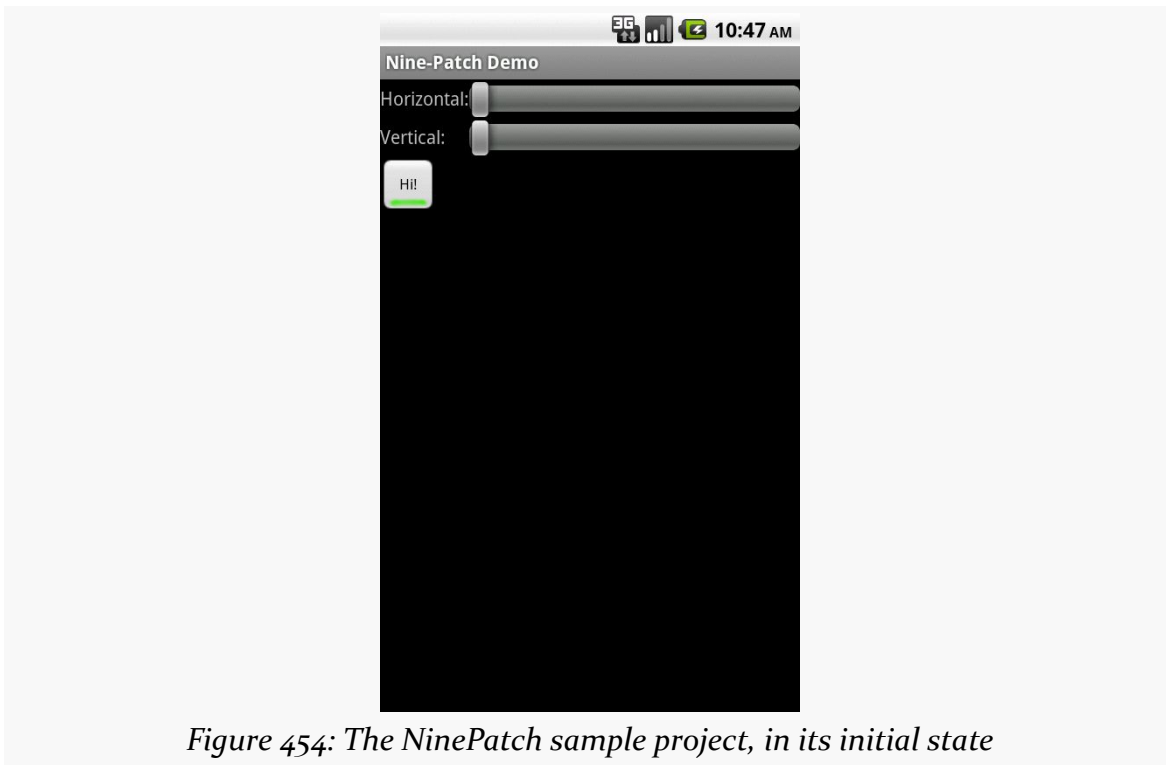 3G 10:47 AM
Nine-Patch Demo
Horizontal:
Vertical:
Hi!
Figure 454: The NinePatch sample project, in its initial state